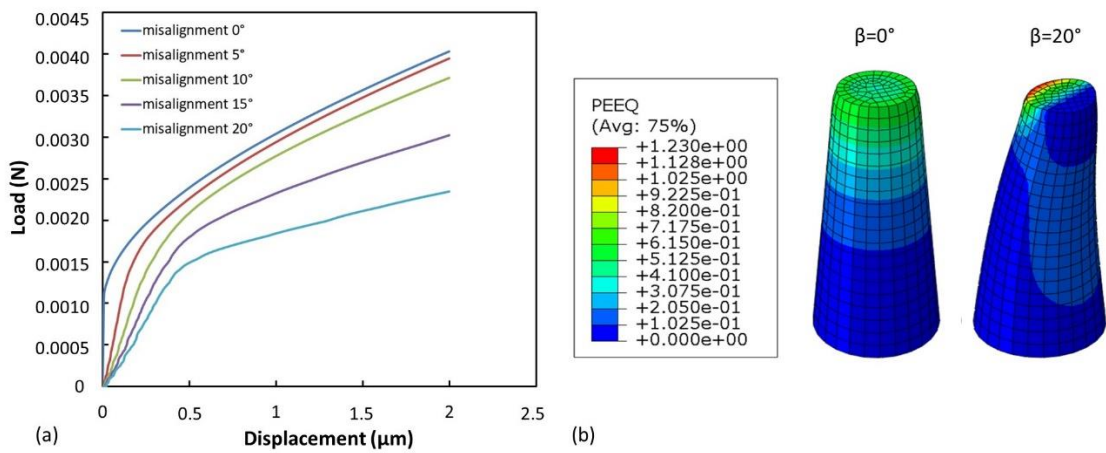 0.0045
0.0040
0.0035
0.0030
0.0025
0.0020
0.0015
0.0010
0.0005
0
Load (N)
misalignment 0°
misalignment 5°
misalignment 10°
misalignment 15°
misalignment 20°
0 0.5 1 1.5 2 2.5
Displacement (μm)
(a)
β=0° β=20°
PEEQ
(Avg: 75%)
+1.230e+00
+1.128e+00
+1.025e+00
+9.225e-01
+8.200e-01
+7.175e-01
+6.150e-01
+5.125e-01
+4.100e-01
+3.075e-01
+2.050e-01
+1.025e-01
+0.000e+00
(b)